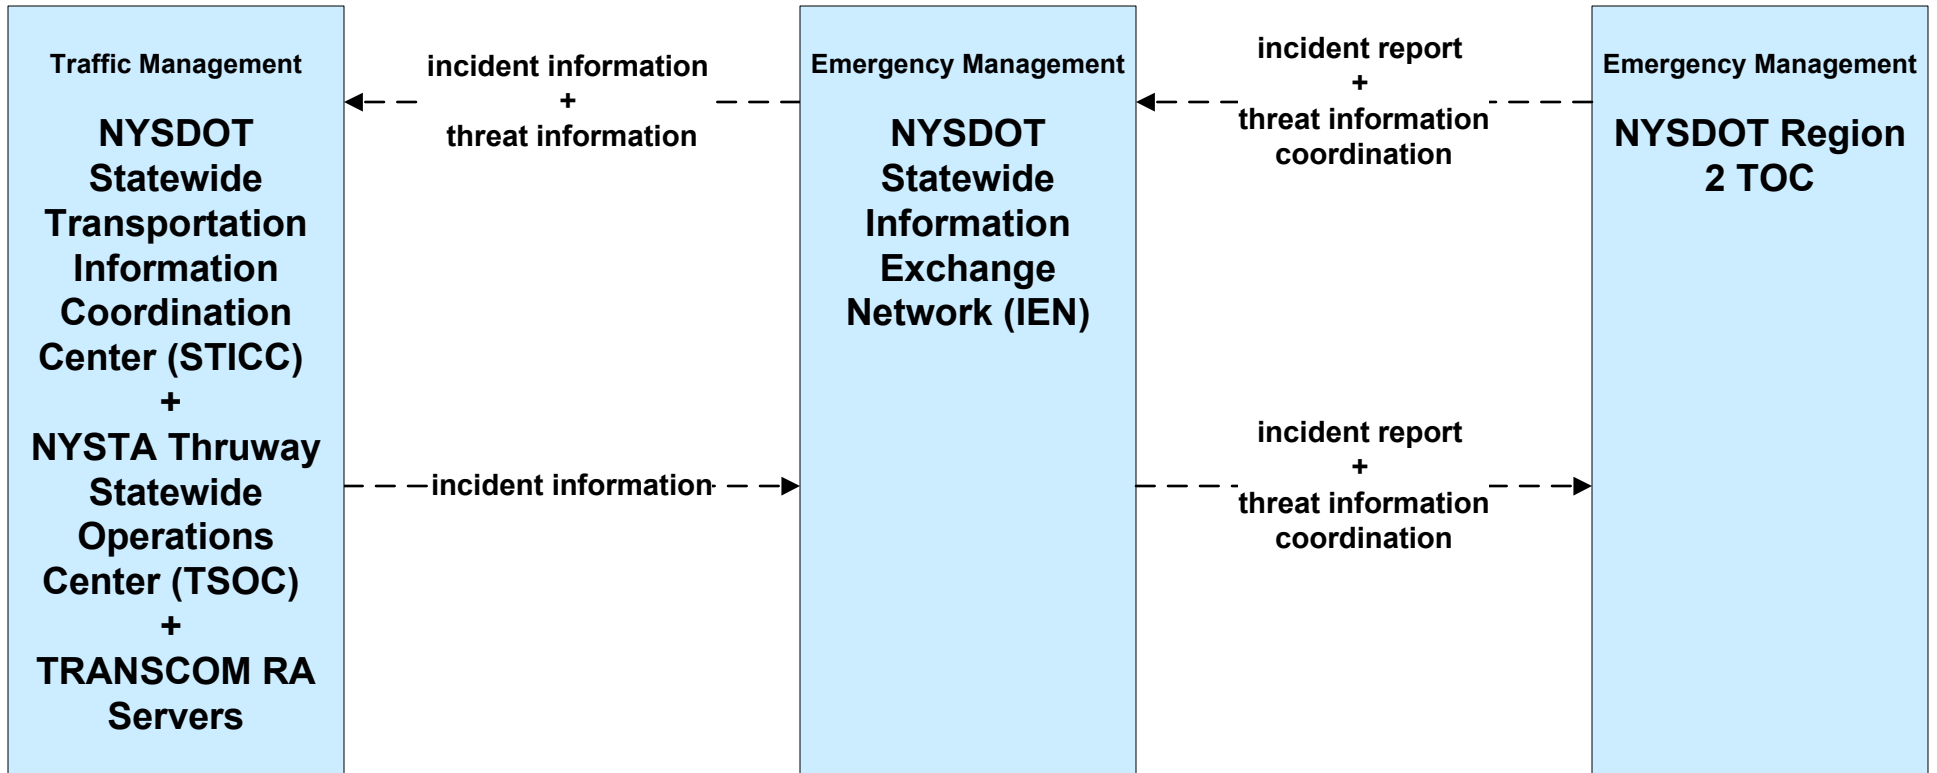 Traffic Management
NYSDOT
Statewide
Transportation
Information
Coordination
Center (STICC)
+
NYSTA Thruway
Statewide
Operations
Center (TSOC)
+
TRANSCOM RA
Servers
incident information
+
threat information
incident information
Emergency Management
NYSDOT
Statewide
Information
Exchange
Network (IEN)
incident report
+
threat information
coordination
incident report
+
threat information
coordination
Emergency Management
NYSDOT Region
2 TOC